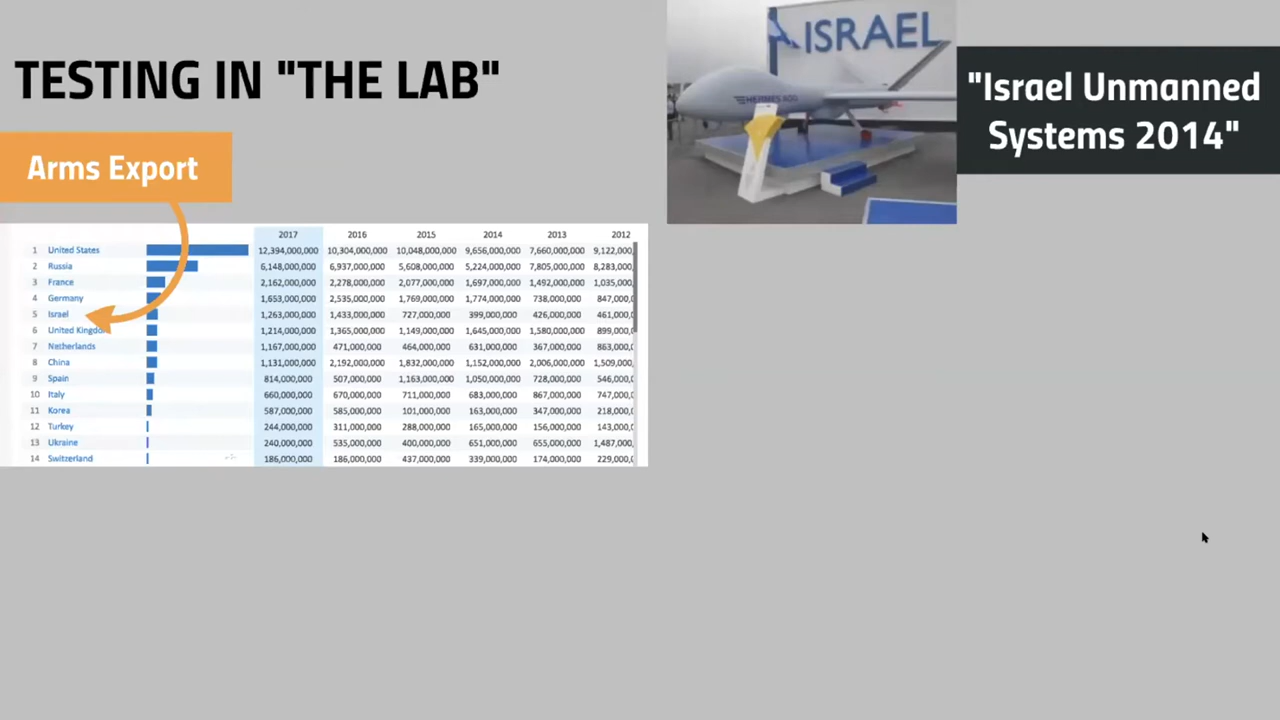 TESTING IN "THE LAB"
ISRAEL
"Israel Unmanned
Systems 2014"
Arms Export
2017 2016 2015 2014 2013 2012
1 United States 12,394,000,000 10,304,000,000 10,048,000,000 9,656,000,000 7,660,000,000 9,122,000,
2 Russia 6,148,000,000 6,937,000,000 5,608,000,000 5,224,000,000 7,805,000,000 8,283,000,
3 France 2,162,000,000 2,278,000,000 2,077,000,000 1,697,000,000 1,492,000,000 1,035,000,
4 Germany 1,653,000,000 2,535,000,000 1,769,000,000 1,774,000,000 738,000,000 847,000,0
5 Israel 1,263,000,000 1,433,000,000 727,000,000 399,000,000 426,000,000 461,000,0
6 United Kingdo 1,214,000,000 1,365,000,000 1,149,000,000 1,645,000,000 1,580,000,000 899,000,0
7 Netherlands 1,167,000,000 471,000,000 464,000,000 631,000,000 367,000,000 863,000,0
8 China 1,131,000,000 2,192,000,000 1,832,000,000 1,152,000,000 2,006,000,000 1,509,000,
9 Spain 814,000,000 507,000,000 1,163,000,000 1,050,000,000 728,000,000 546,000,0
10 Italy 660,000,000 670,000,000 711,000,000 683,000,000 867,000,000 747,000,0
11 Korea 587,000,000 585,000,000 101,000,000 163,000,000 347,000,000 218,000,0
12 Turkey 244,000,000 311,000,000 288,000,000 165,000,000 156,000,000 143,000,0
13 Ukraine 240,000,000 535,000,000 400,000,000 651,000,000 655,000,000 1,487,000,
14 Switzerland 186,000,000 186,000,000 437,000,000 339,000,000 174,000,000 229,000,0